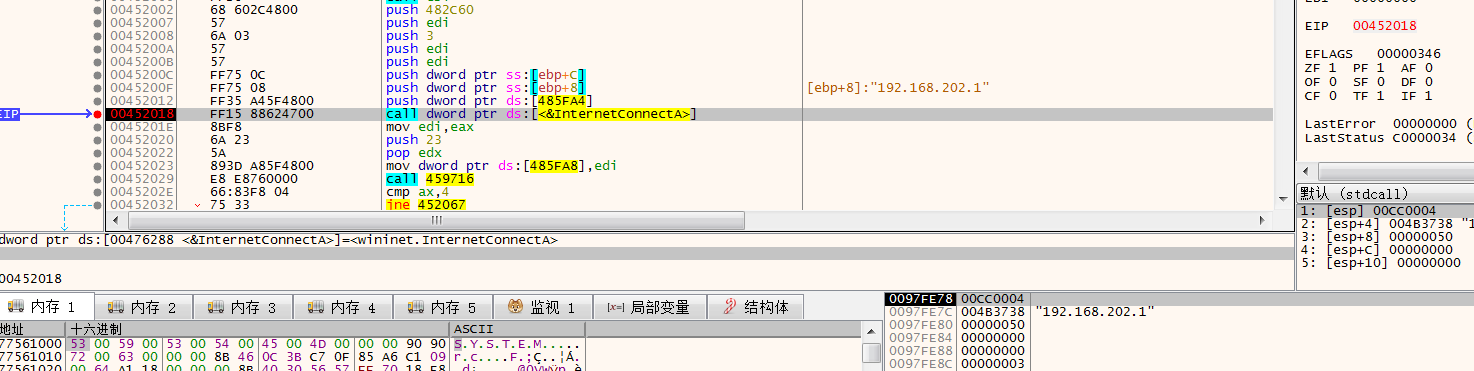 00452002 68 602C4800 push 482C60
00452007 57 push edi
00452008 6A 03 push 3
0045200A 57 push edi
0045200B 57 push edi
0045200C FF75 0C push dword ptr ss:[ebp+C]
0045200F FF75 08 push dword ptr ss:[ebp+8] [ebp+8]:"192.168.202.1"
00452012 FF35 A45F4800 push dword ptr ds:[485FA4]
EIP 00452018 FF15 88624700 call dword ptr ds:[<&InternetConnectA>]
0045201E 8BF8 mov edi,eax
00452020 6A 23 push 23
00452022 5A pop edx
00452023 893D A85F4800 mov dword ptr ds:[485FA8],edi
00452029 E8 E8760000 call 459716
0045202E 66:83F8 04 cmp ax,4
00452032 75 33 jne 452067
EIP 00452018
EFLAGS 00000346
ZF 1 PF 1 AF 0
OF 0 SF 0 DF 0
CF 0 TF 1 IF 1
LastError 00000000 (
LastStatus C0000034 (
默认 (stdcall)
1: [esp] 00CC0004
2: [esp+4] 004B3738 "1
3: [esp+8] 00000050
4: [esp+C] 00000000
5: [esp+10] 00000000
dword ptr ds:[00476288 <&InternetConnectA>]=<wininet.InternetConnectA>
00452018
内存 1 内存 2 内存 3 内存 4 内存 5 监视 1 [x=] 局部变量 结构体
地址 十六进制 ASCII
77561000 53 00 59 00 53 00 54 00 45 00 4D 00 00 00 90 90 S.Y.S.T.E.M.....
77561010 72 00 63 00 00 00 8B 46 0C 3B C7 0F 85 A6 C1 09 r.c....F.;Ç..¦Á.
0097FE78 00CC0004
0097FE7C 004B3738 "192.168.202.1"
0097FE80 00000050
0097FE84 00000000
0097FE88 00000000
0097FE8C 00000003